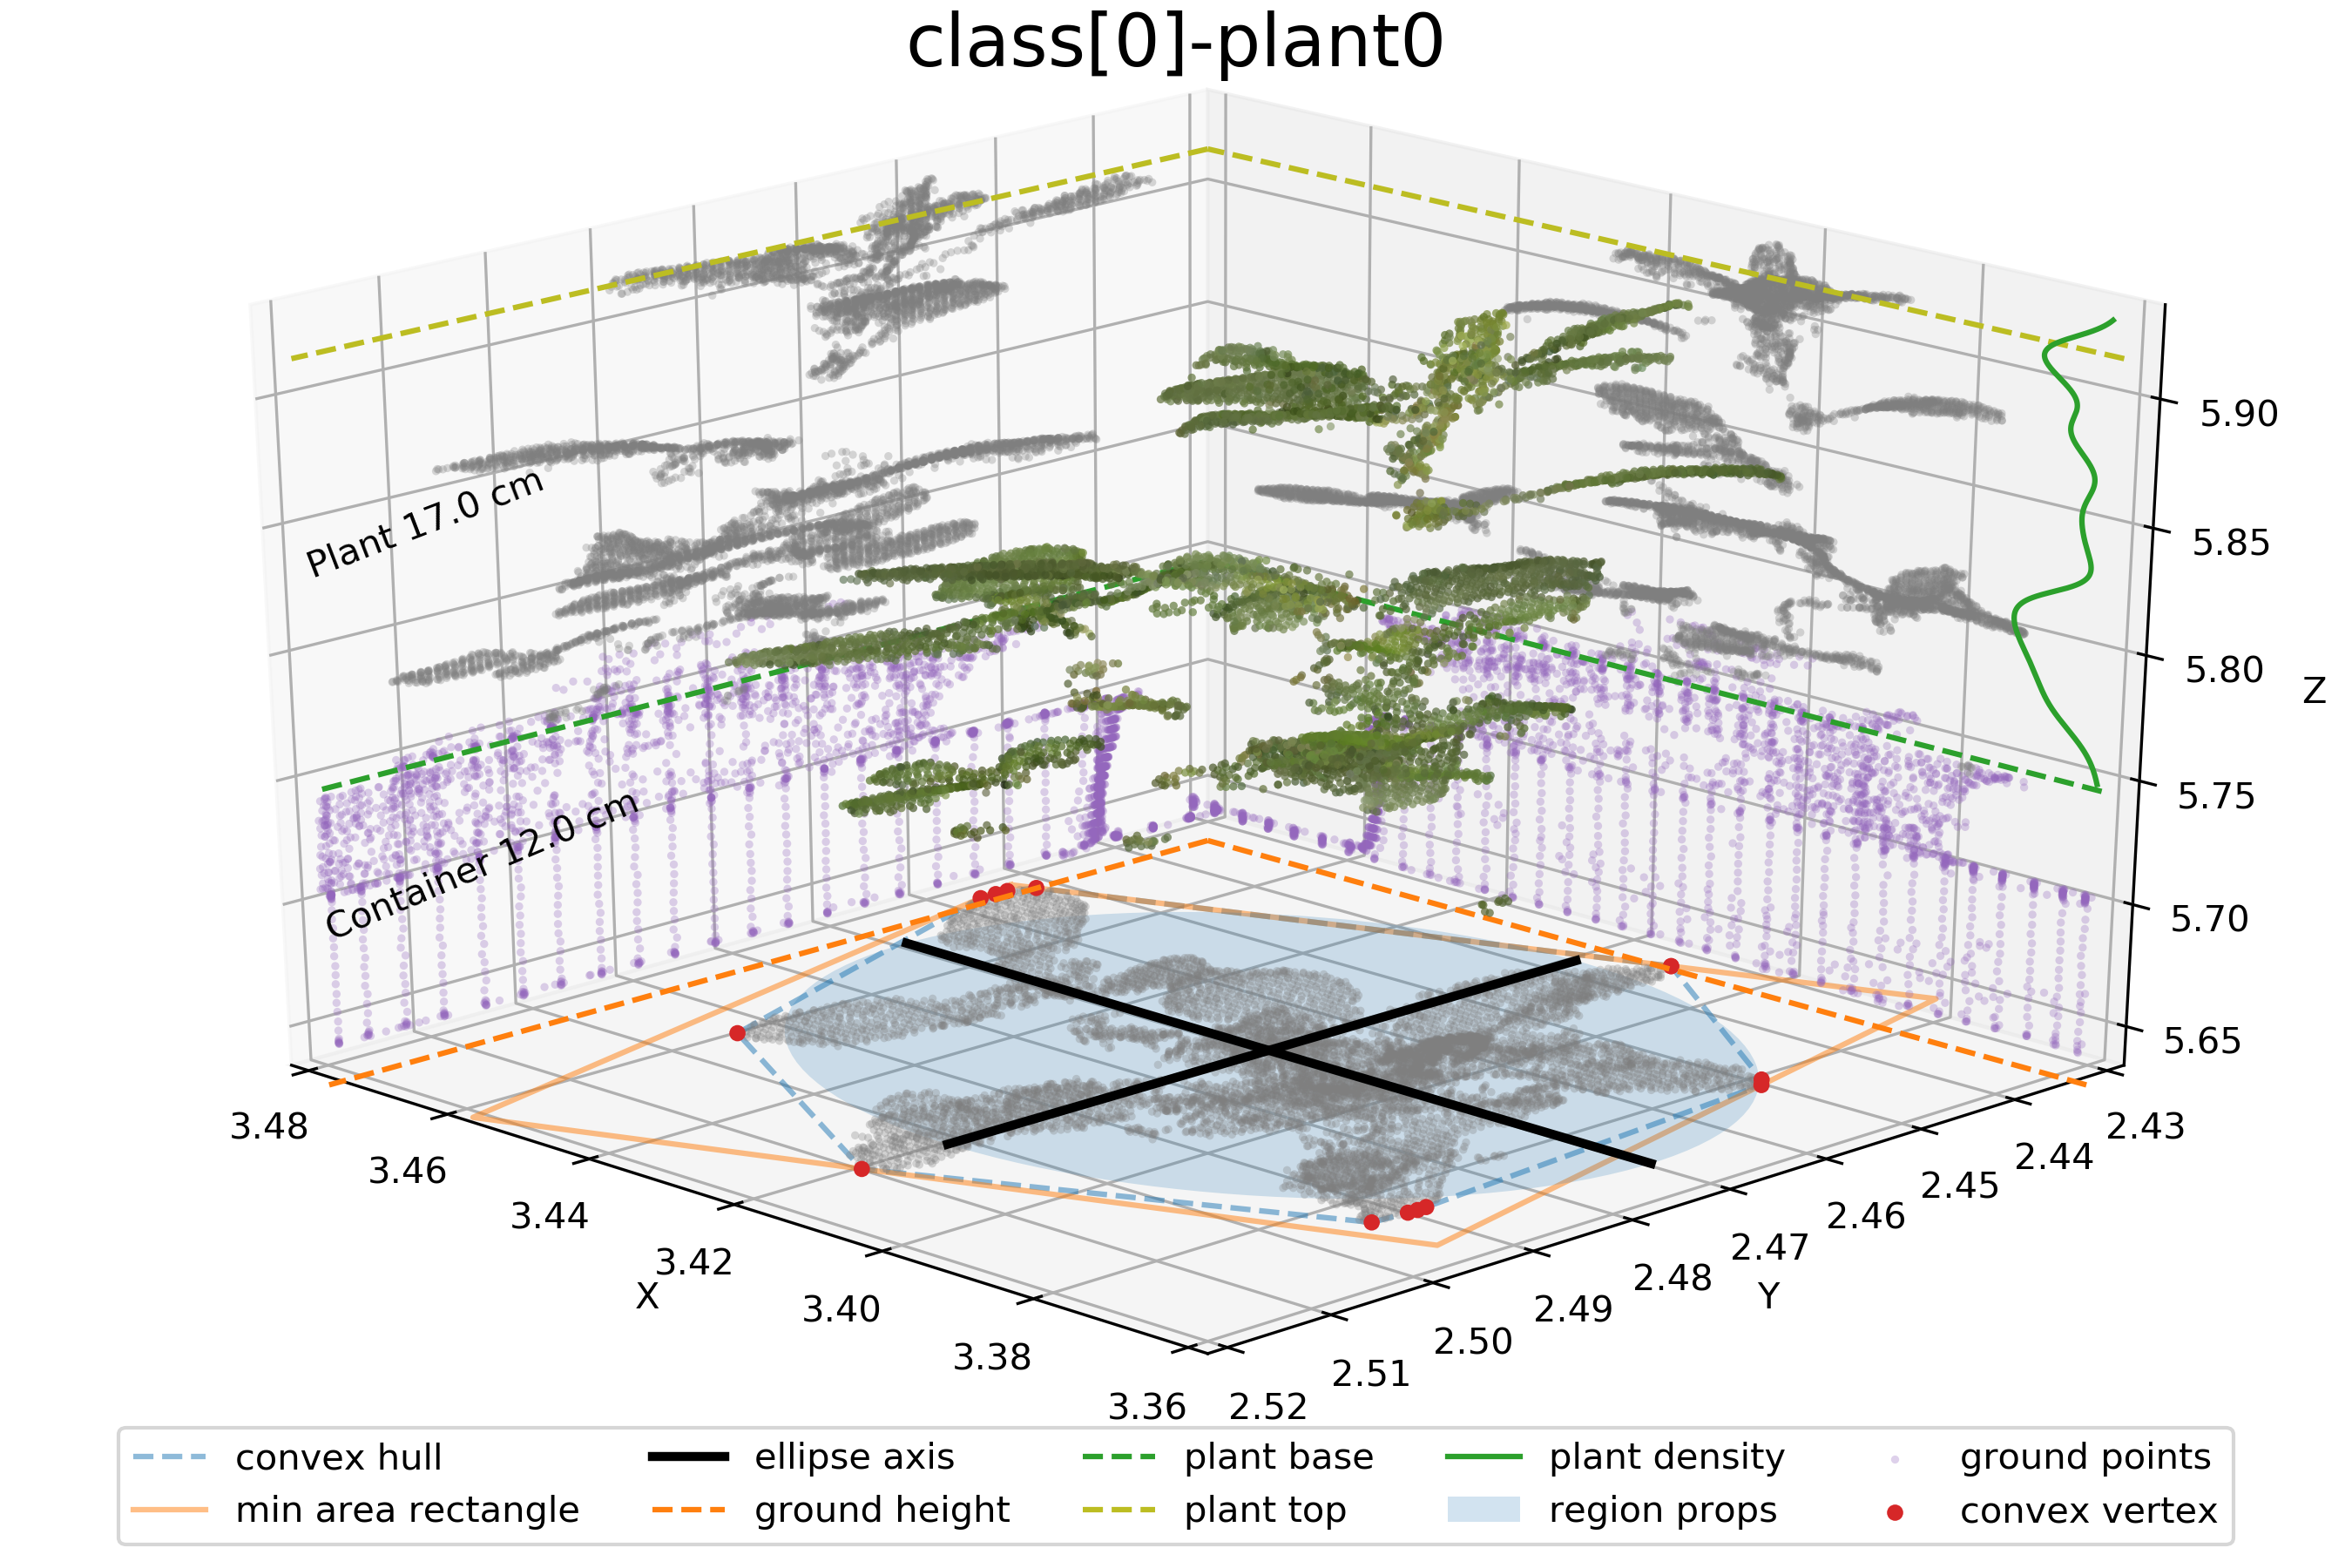 class[0]-plant0
Plant 17.0 cm
Container 12.0 cm
5.90
5.85
5.80
5.75
5.70
5.65
Z
3.48
3.46
3.44
3.42
3.40
3.38
3.36
X
2.52
2.51
2.50
2.49
2.48
2.47
2.46
2.45
2.44
2.43
Y
convex hull
min area rectangle
ellipse axis
ground height
plant base
plant top
plant density
region props
ground points
convex vertex